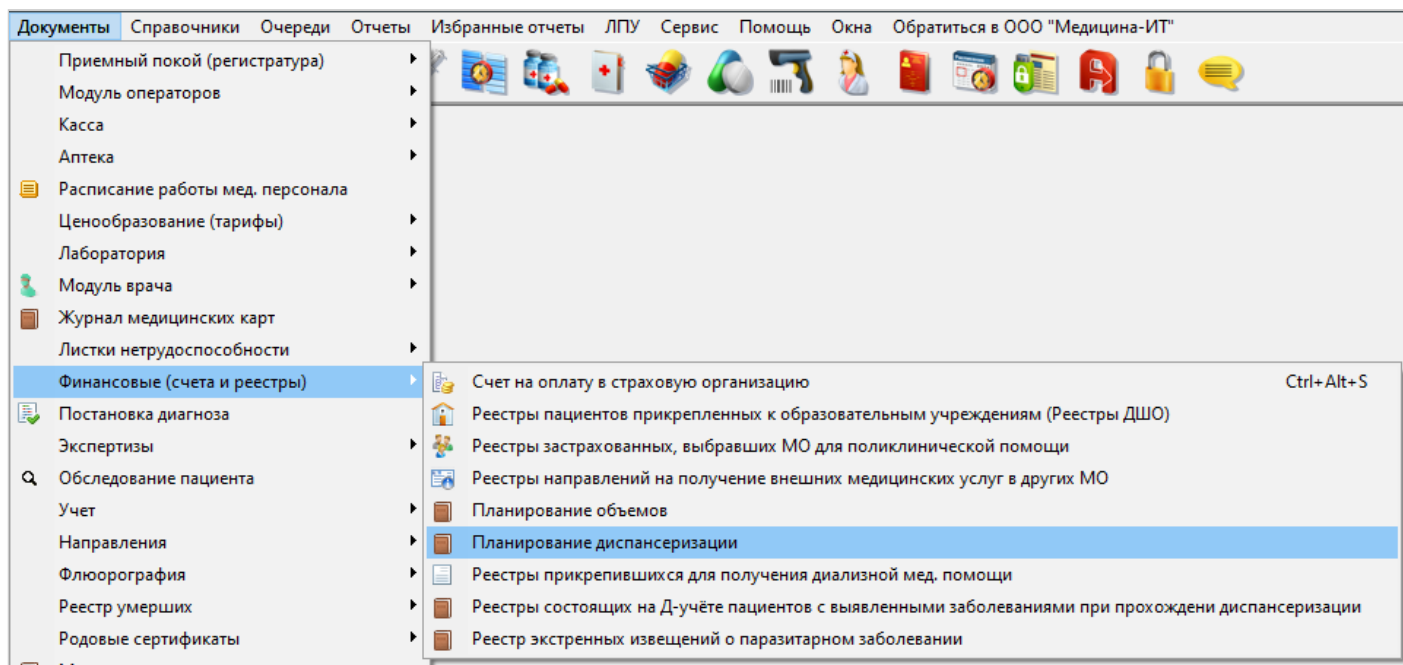 Документы Справочники Очереди Отчеты Избранные отчеты ЛПУ Сервис Помощь Окна Обратиться в ООО "Медицина-ИТ"
Приемный покой (регистратура)
Модуль операторов
Касса
Аптека
Расписание работы мед. персонала
Ценообразование (тарифы)
Лаборатория
Модуль врача
Журнал медицинских карт
Листки нетрудоспособности
Финансовые (счета и реестры)
Постановка диагноза
Экспертизы
Обследование пациента
Учет
Направления
Флюорография
Реестр умерших
Родовые сертификаты
Счет на оплату в страховую организацию Ctrl+Alt+S
Реестры пациентов прикрепленных к образовательным учреждениям (Реестры ДШО)
Реестры застрахованных, выбравших МО для поликлинической помощи
Реестры направлений на получение внешних медицинских услуг в других МО
Планирование объемов
Планирование диспансеризации
Реестры прикрепившихся для получения диализной мед. помощи
Реестры состоящих на Д-учёте пациентов с выявленными заболеваниями при прохождени диспансеризации
Реестр экстренных извещений о паразитарном заболевании